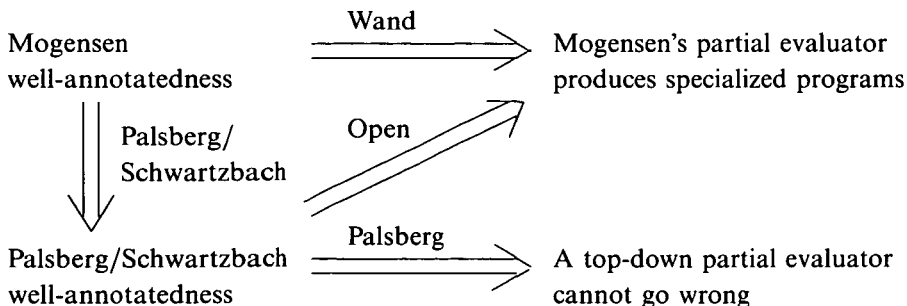 Wand
Mogensen
well-annotatedness
Mogensen's partial evaluator
produces specialized programs
Palsberg/
Schwartzbach
Open
Palsberg
Palsberg/Schwartzbach
well-annotatedness
A top-down partial evaluator
cannot go wrong